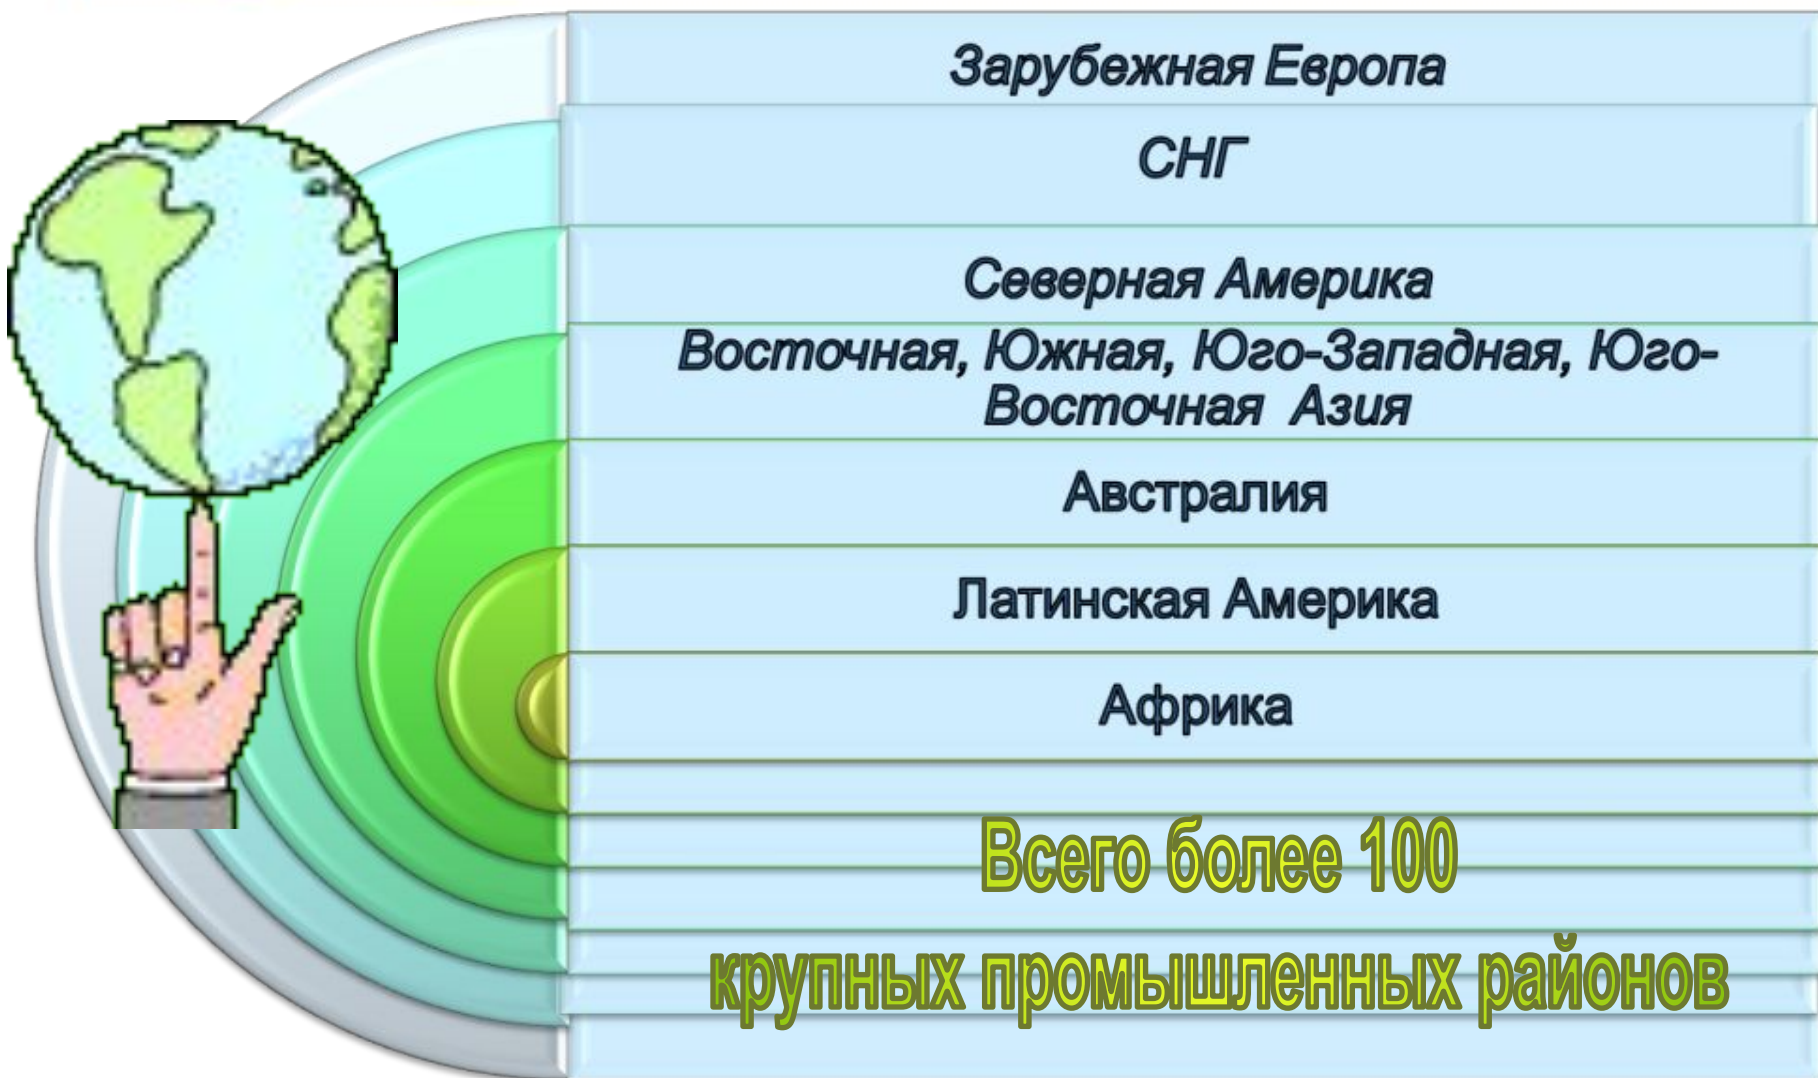 Зарубежная Европа
СНГ
Северная Америка
Восточная, Южная, Юго-Западная, Юго-
Восточная Азия
Австралия
Латинская Америка
Африка
Всего более 100
крупных промышленных районов